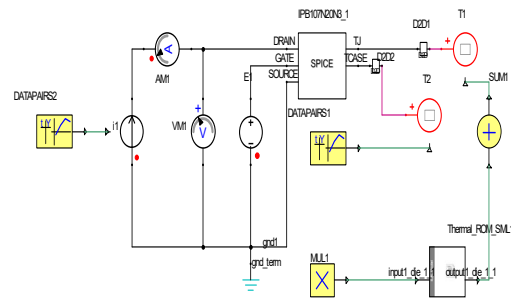 IPB107N20N3_1
D2D1
T1
DRAIN
TJ
A
GATE
SPICE
TCASE
D2D2
AM1
E1
SOURCE
T2
SUM1
DATAPAIRS2
DATAPAIRS1
i1
VM1
V
gnd1
gnd_term
Thermal_ROM_SML1
MUL1
input1_die_1_1
output1_die_1_1